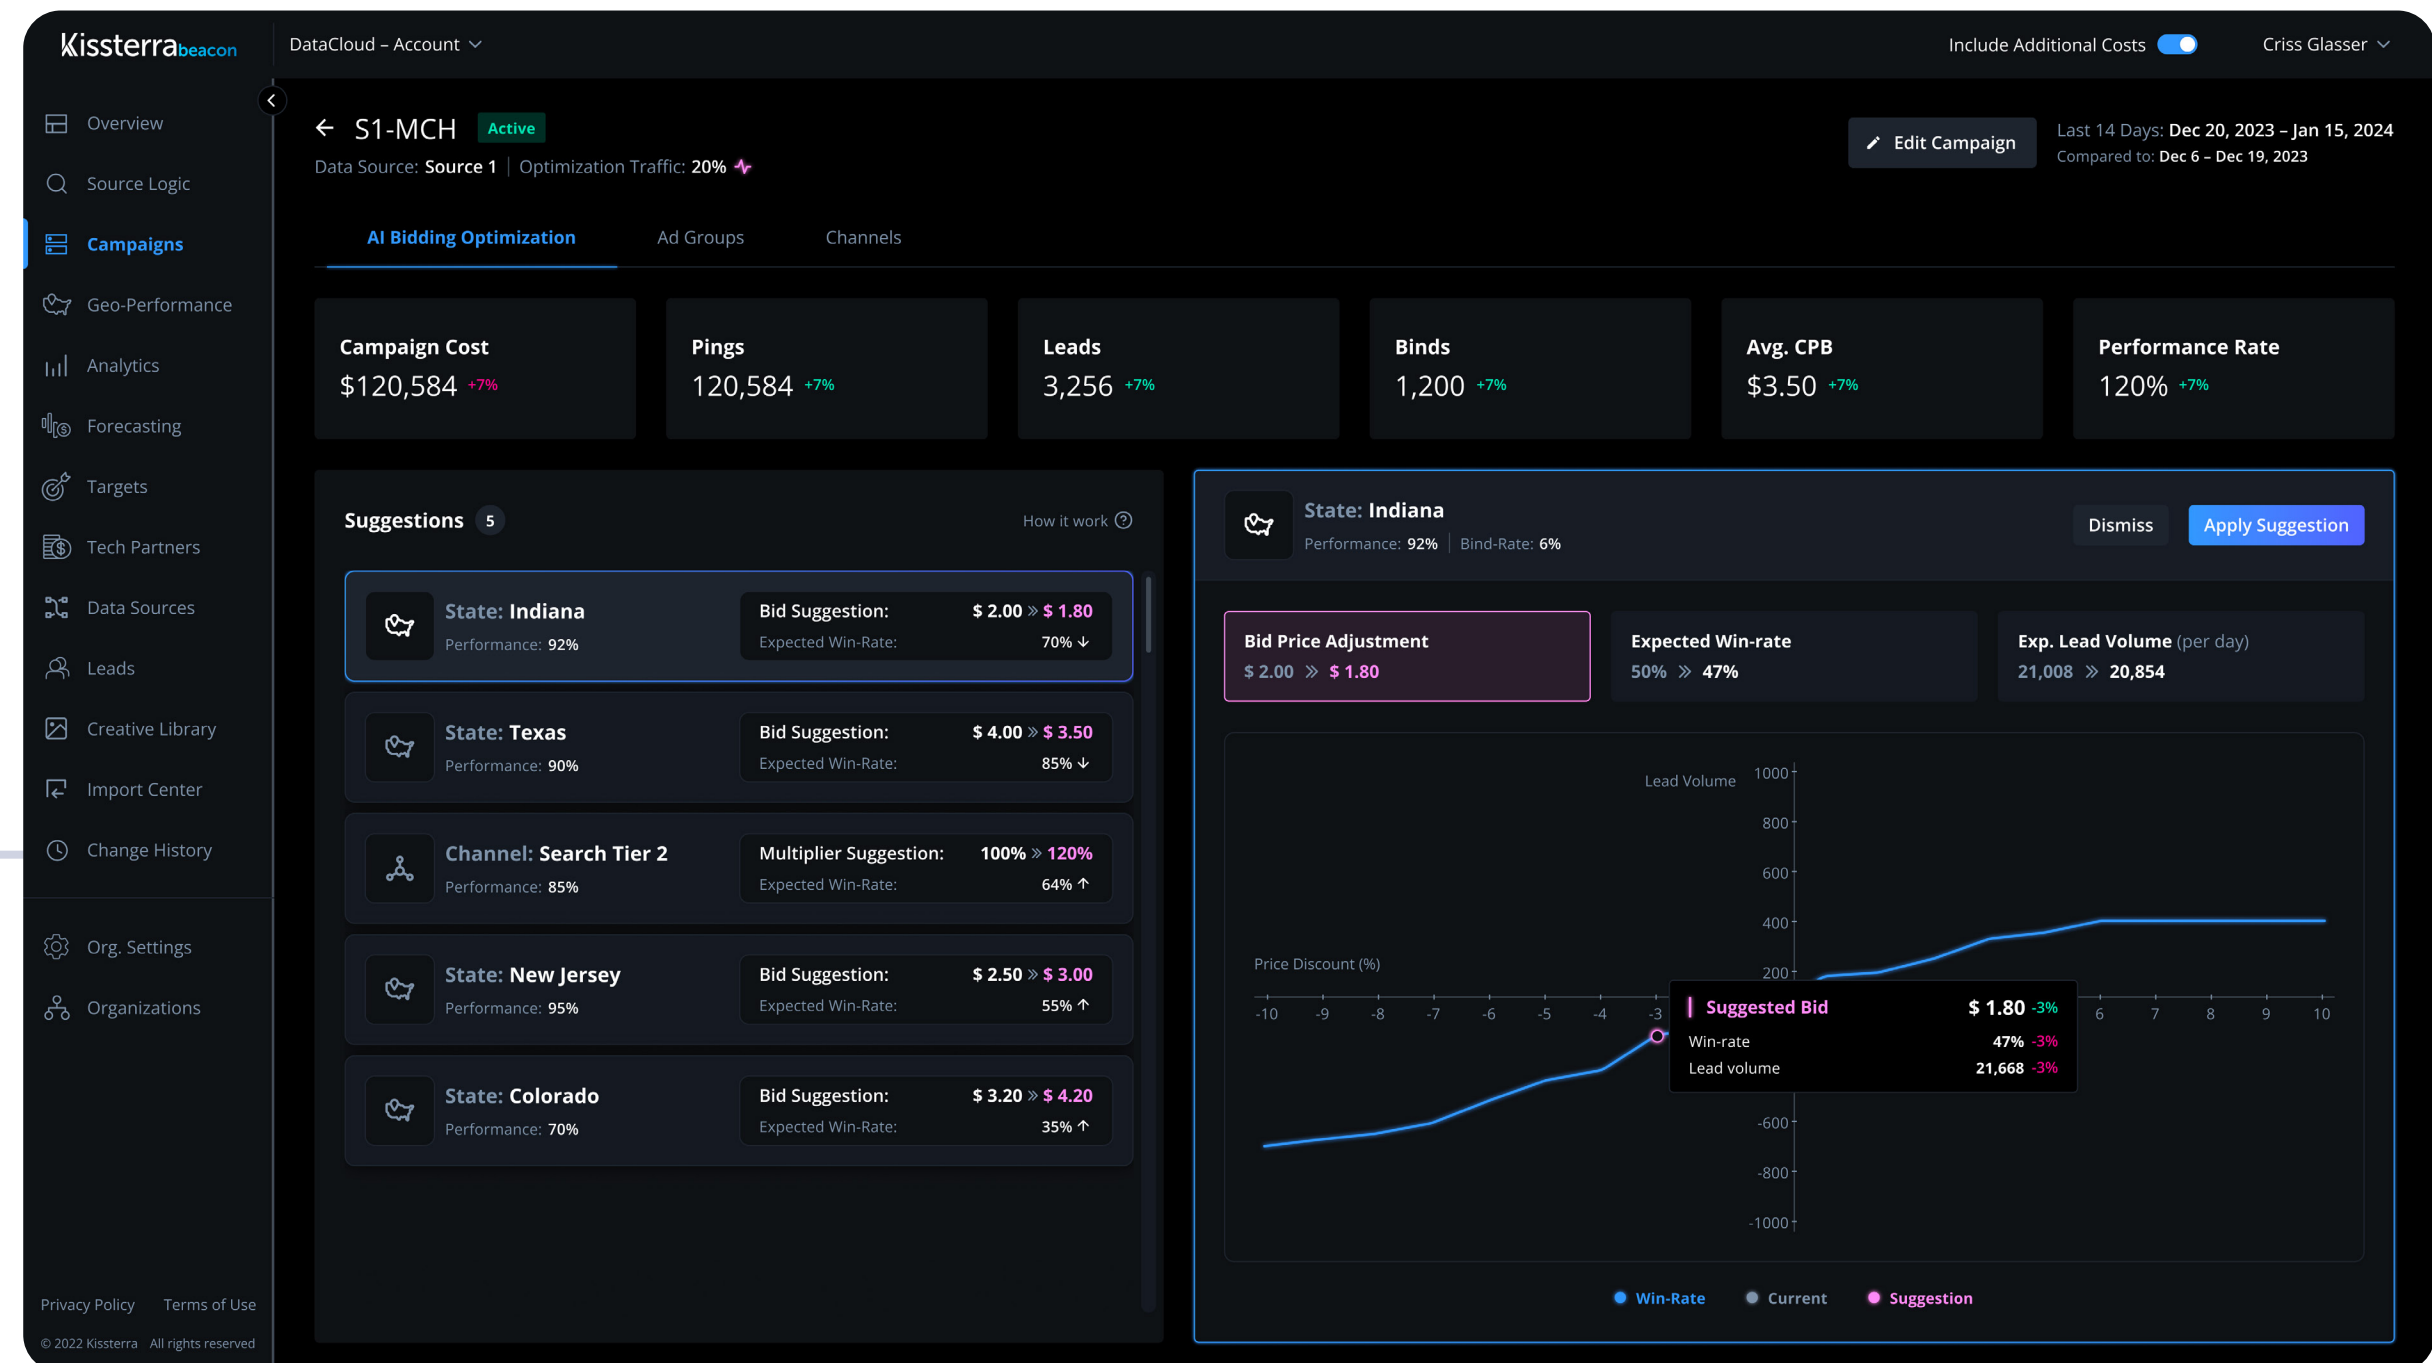 Kissterrabeacon
DataCloud – Account
Include Additional Costs
Criss Glasser
Overview
Source Logic
Campaigns
Geo-Performance
Analytics
Forecasting
Targets
Tech Partners
Data Sources
Leads
Creative Library
Import Center
Change History
Org. Settings
Organizations
Privacy Policy Terms of Use
© 2022 Kissterra All rights reserved
S1-MCH Active
Data Source: Source 1 | Optimization Traffic: 20%
Edit Campaign
Last 14 Days: Dec 20, 2023 – Jan 15, 2024
Compared to: Dec 6 – Dec 19, 2023
AI Bidding Optimization Ad Groups Channels
Campaign Cost
$120,584 +7%
Pings
120,584 +7%
Leads
3,256 +7%
Binds
1,200 +7%
Avg. CPB
$3.50 +7%
Performance Rate
120% +7%
Suggestions 5
How it work ?
State: Indiana
Performance: 92%
Bid Suggestion: $ 2.00 » $ 1.80
Expected Win-Rate: 70% ↓
State: Texas
Performance: 90%
Bid Suggestion: $ 4.00 » $ 3.50
Expected Win-Rate: 85% ↓
Channel: Search Tier 2
Performance: 85%
Multiplier Suggestion: 100% » 120%
Expected Win-Rate: 64% ↑
State: New Jersey
Performance: 95%
Bid Suggestion: $ 2.50 » $ 3.00
Expected Win-Rate: 55% ↑
State: Colorado
Performance: 70%
Bid Suggestion: $ 3.20 » $ 4.20
Expected Win-Rate: 35% ↑
State: Indiana
Performance: 92% | Bind-Rate: 6%
Dismiss
Apply Suggestion
Bid Price Adjustment
$ 2.00 » $ 1.80
Expected Win-rate
50% » 47%
Exp. Lead Volume (per day)
21,008 » 20,854
Lead Volume
1000
800
600
400
200
Price Discount (%)
-10 -9 -8 -7 -6 -5 -4 -3 6 7 8 9 10
Suggested Bid $ 1.80 -3%
Win-rate 47% -3%
Lead volume 21,668 -3%
-600
-800
-1000
Win-Rate Current Suggestion